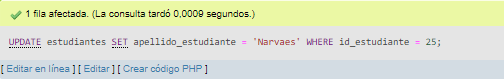 1 fila afectada. (La consulta tardó 0,0009 segundos.)
UPDATE estudiantes SET apellido_estudiante = 'Narvaes' WHERE id_estudiante = 25;
[ Editar en línea ] [ Editar ] [ Crear código PHP ]